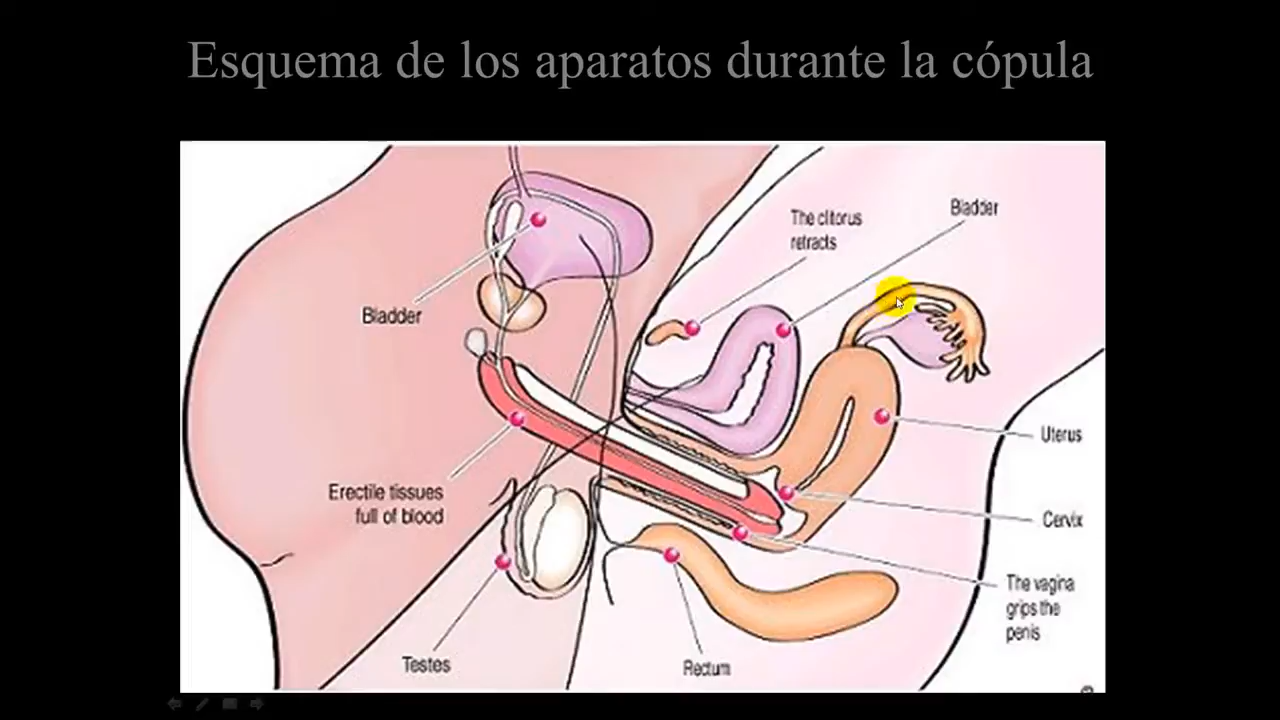 Esquema de los aparatos durante la cópula
The clitorus
retracts
Bladder
Bladder
Uterus
Erectile tissues
full of blood
Cervix
The vagina
grips the
penis
Testes
Rectum